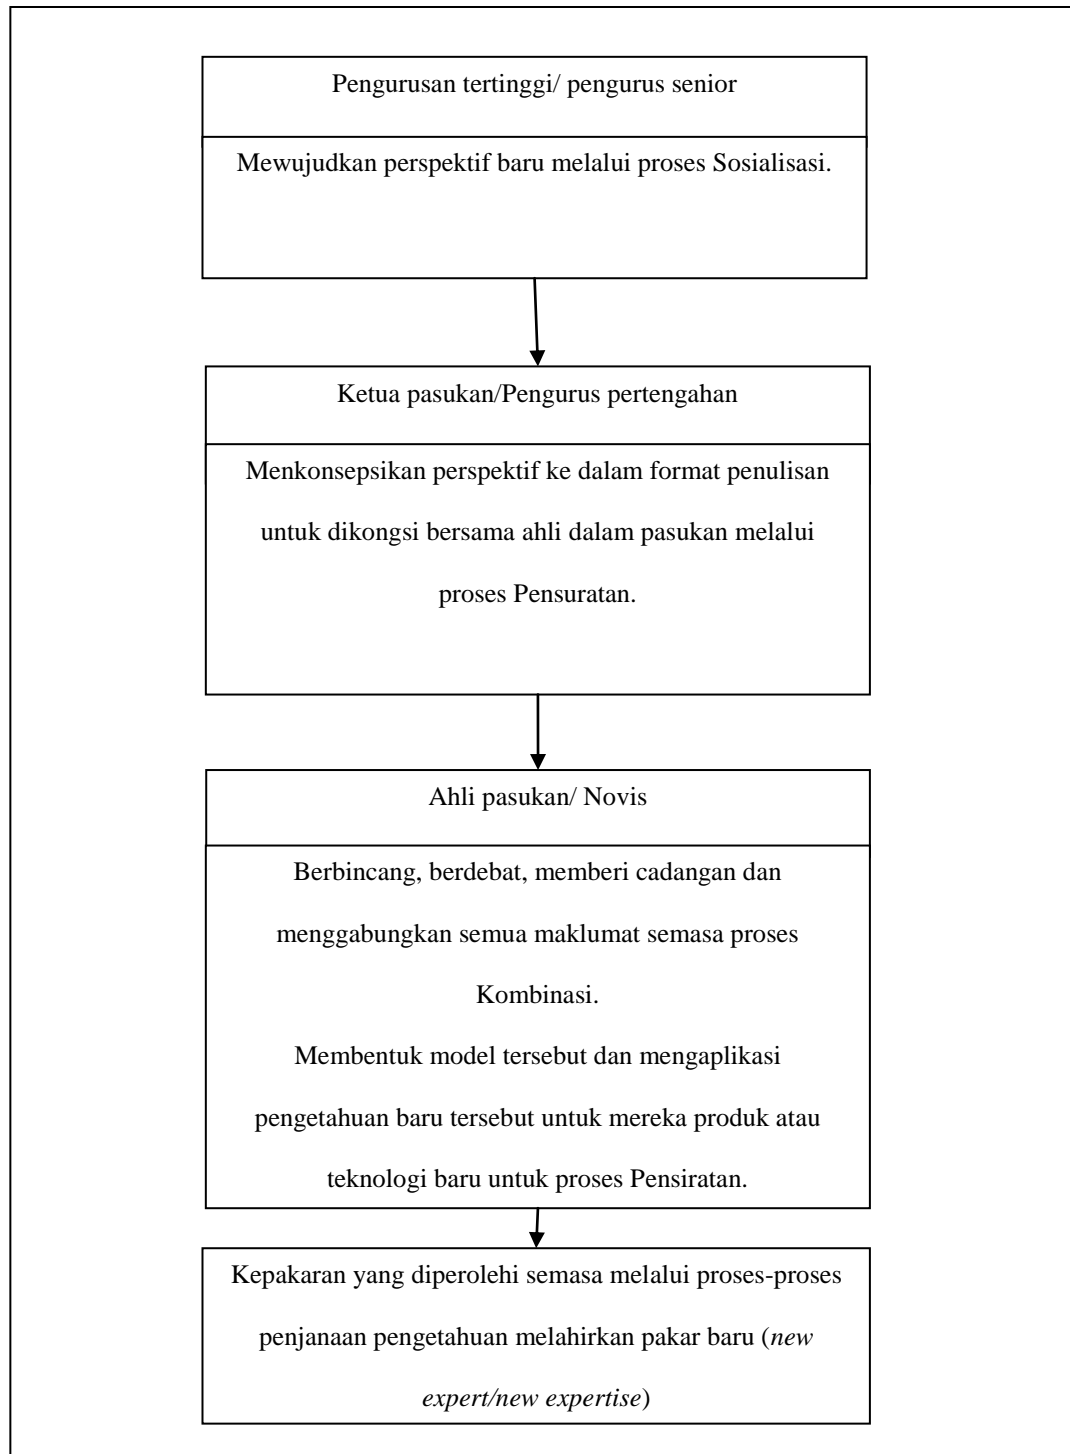 Pengurusan tertinggi/ pengurus senior
Mewujudkan perspektif baru melalui proses Sosialisasi.
Ketua pasukan/Pengurus pertengahan
Menkonsepsikan perspektif ke dalam format penulisan
untuk dikongsi bersama ahli dalam pasukan melalui
proses Pensuratan.
Ahli pasukan/ Novis
Berbincang, berdebat, memberi cadangan dan
menggabungkan semua maklumat semasa proses
Kombinasi.
Membentuk model tersebut dan mengaplikasi
pengetahuan baru tersebut untuk mereka produk atau
teknologi baru untuk proses Pensiratan.
Kepakaran yang diperolehi semasa melalui proses-proses
penjanaan pengetahuan melahirkan pakar baru (new
expert/new expertise)